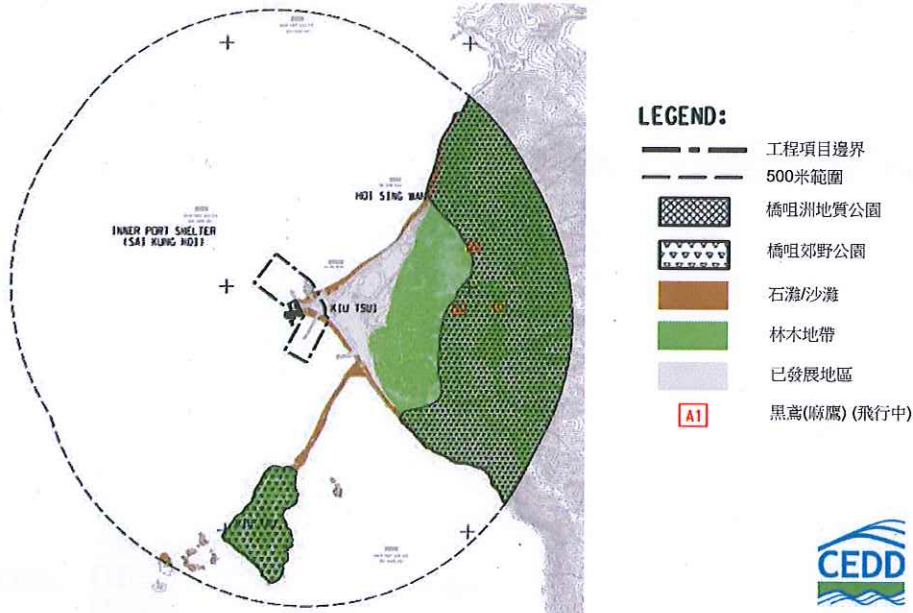 HOI SING WAN
INNER PORT SHELTER
(SAI KUNG HOI)
KIU TSUI
LEGEND:
工程項目邊界
500米範圍
橋咀洲地質公園
橋咀郊野公園
石灘/沙灘
林木地帶
已發展地區
A1
黑鳶(麻鷹) (飛行中)
CEDD